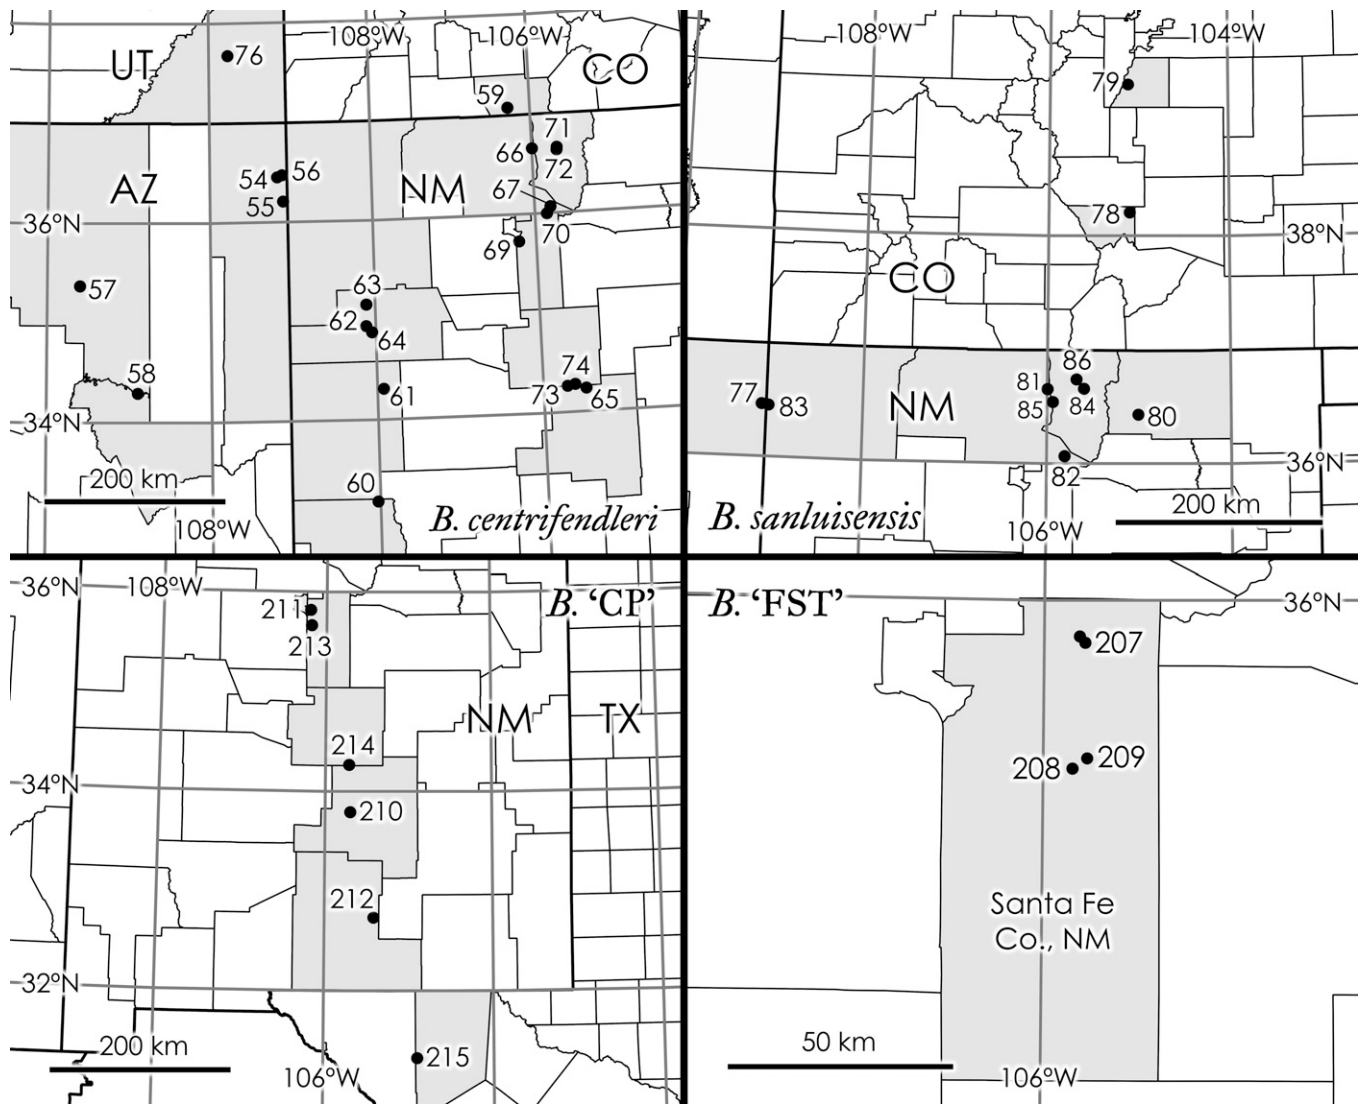 108ºW
106ºW
UT
76
CO
59
71
66
72
54
56
AZ
NM
67
55
36ºN
70
69
57
63
62
64
74
58
61
73
65
34ºN
200 km
60
108ºW
B. centrifendleri
108ºW
104ºW
79
78
38ºN
CO
86
81
77
83
NM
85
84
80
36ºN
82
200 km
B. sanluisensis
106ºW
36ºN
108ºW
B. ‘CP’
211
213
NM
TX
214
34ºN
210
212
32ºN
200 km
215
106ºW
B. ‘FST’
36ºN
207
208
209
Santa Fe
Co., NM
50 km
106ºW